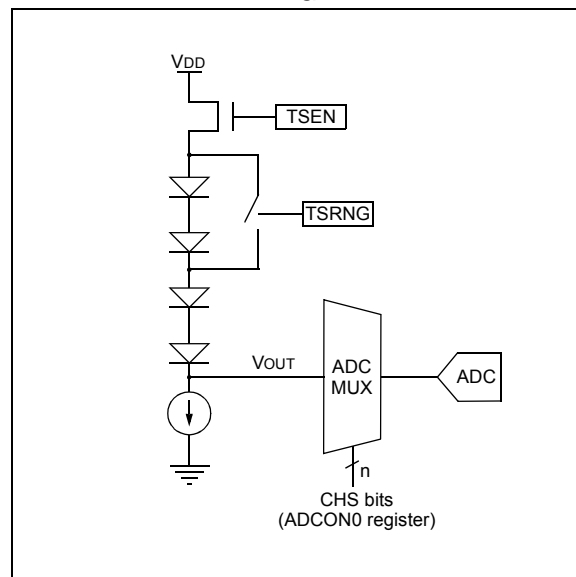 VDD
TSEN
TSRNG
VOUT
ADC
MUX
ADC
n
CHS bits
(ADCON0 register)